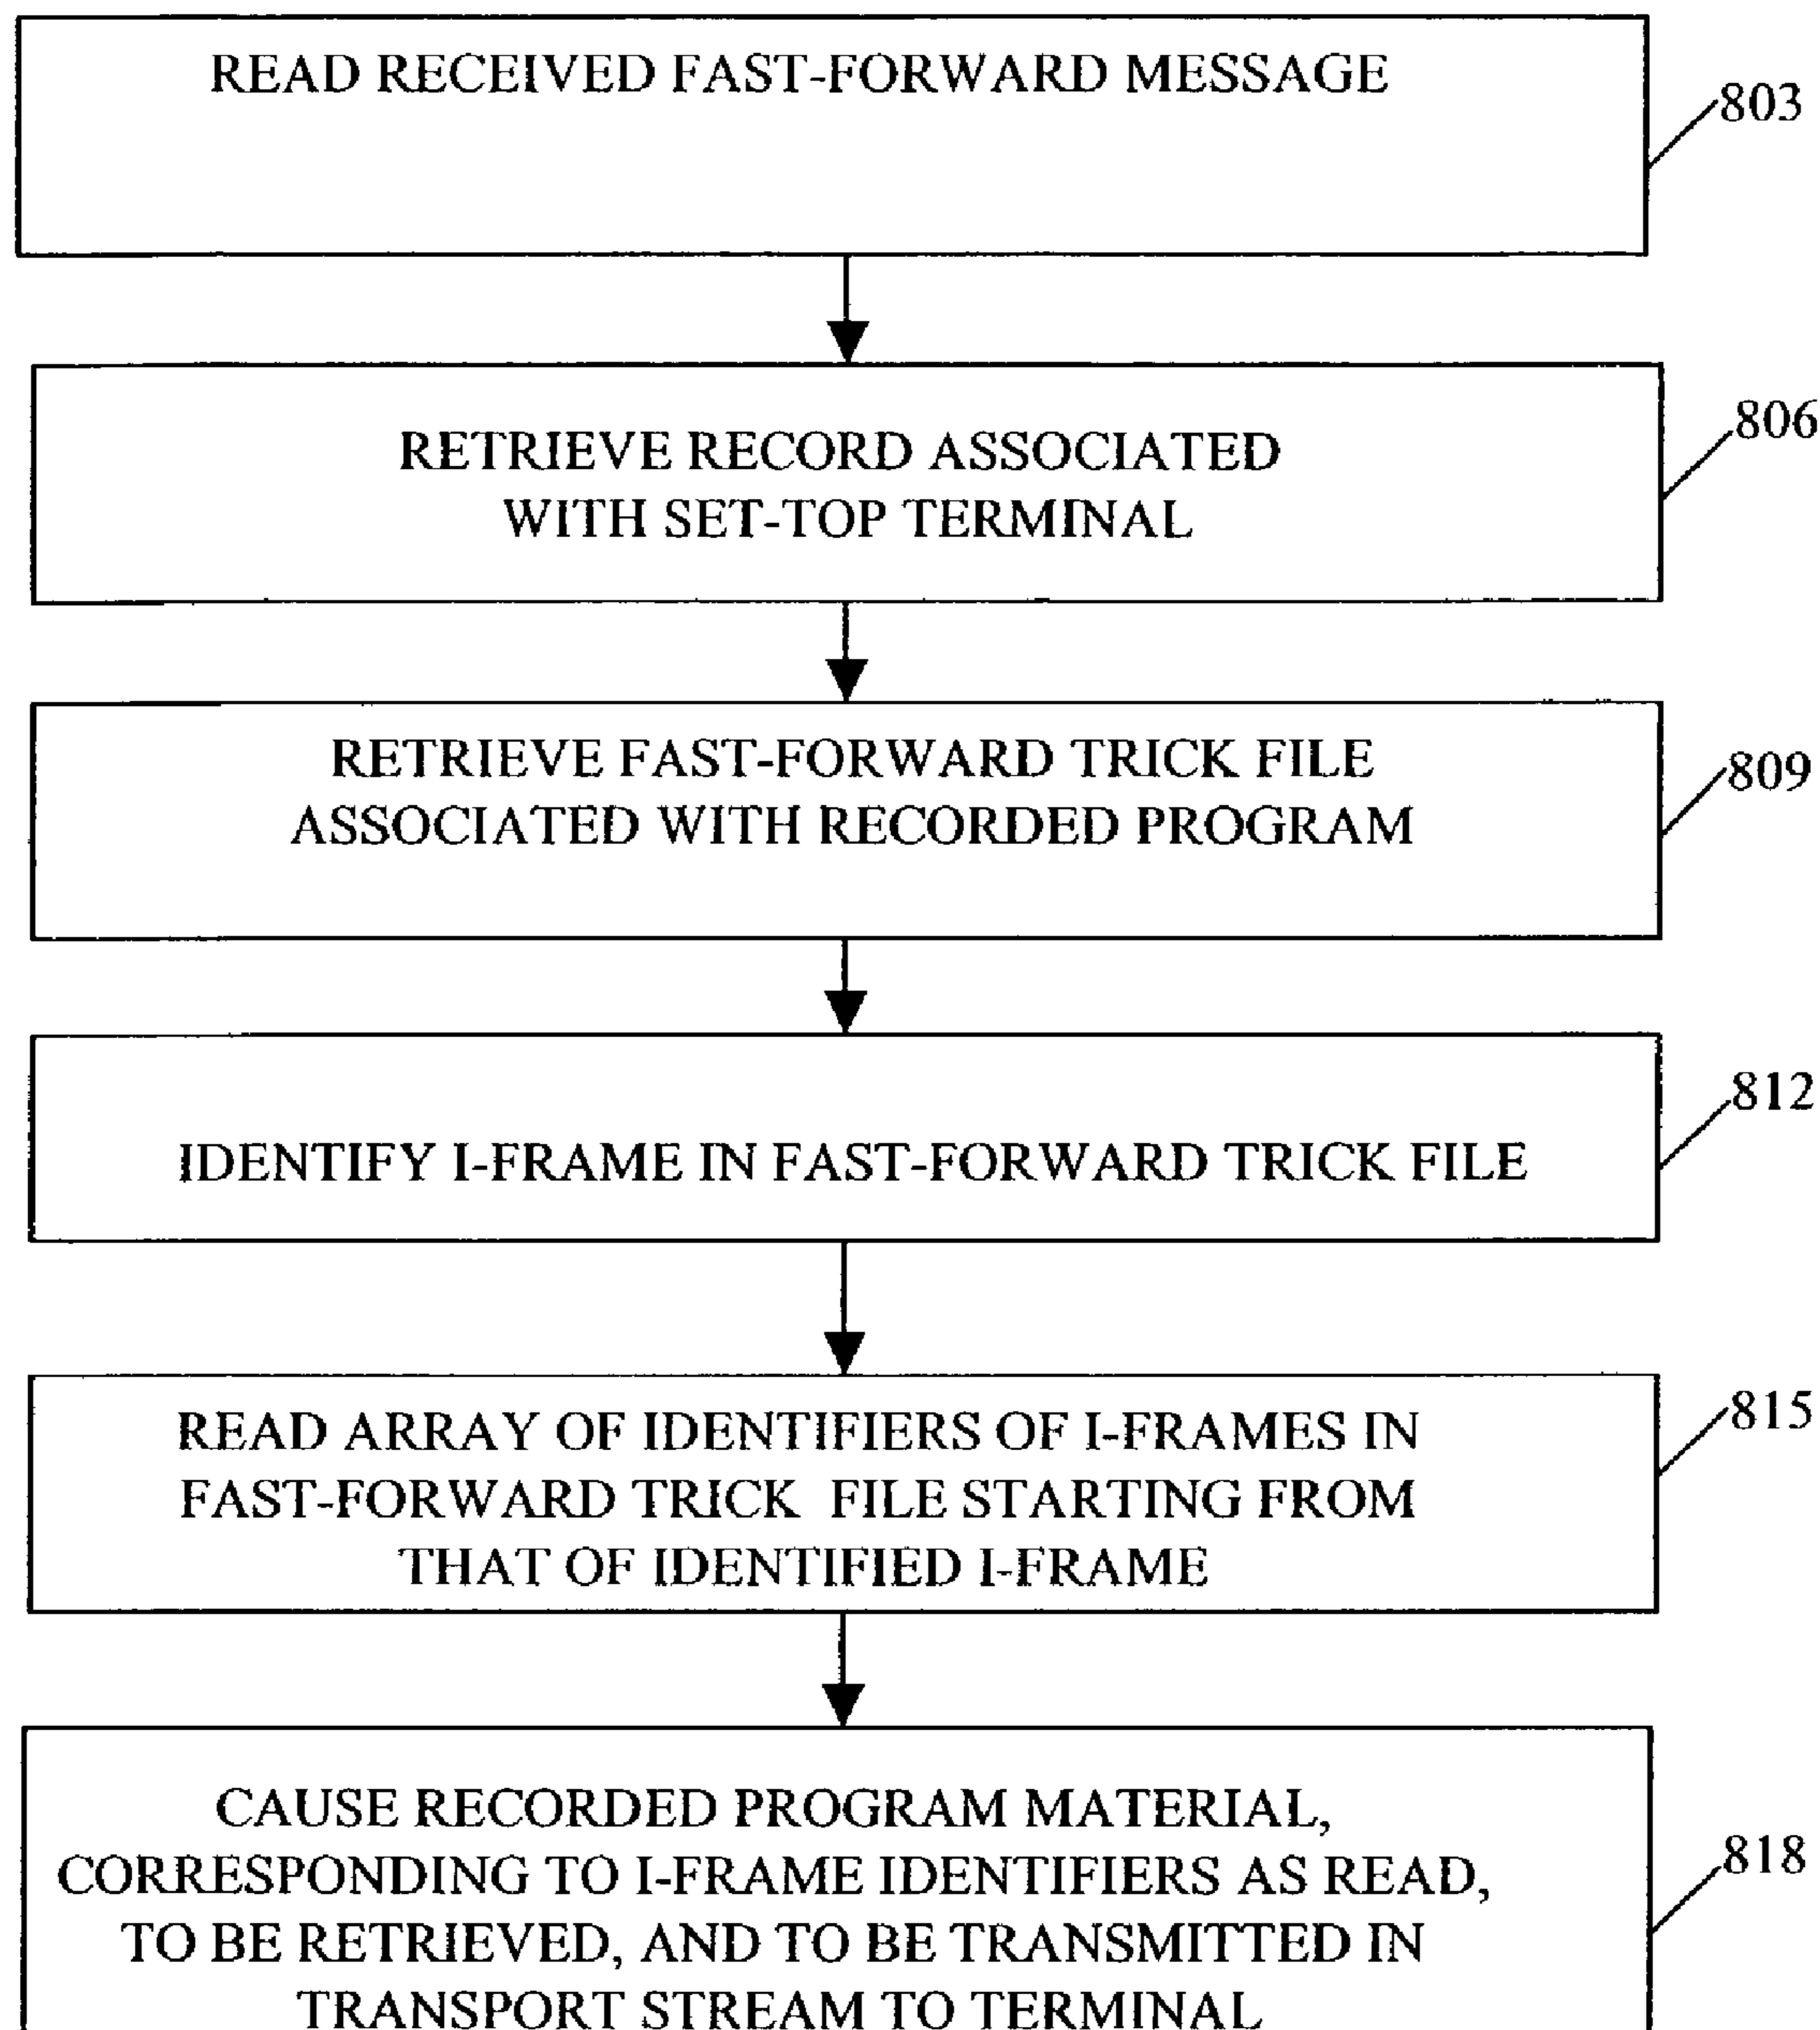 READ RECEIVED FAST-FORWARD MESSAGE
803
RETRIEVE RECORD ASSOCIATED
WITH SET-TOP TERMINAL
806
RETRIEVE FAST-FORWARD TRICK FILE
ASSOCIATED WITH RECORDED PROGRAM
809
IDENTIFY I-FRAME IN FAST-FORWARD TRICK FILE
812
READ ARRAY OF IDENTIFIERS OF I-FRAMES IN
FAST-FORWARD TRICK FILE STARTING FROM
THAT OF IDENTIFIED I-FRAME
815
CAUSE RECORDED PROGRAM MATERIAL,
CORRESPONDING TO I-FRAME IDENTIFIERS AS READ,
TO BE RETRIEVED, AND TO BE TRANSMITTED IN
TRANSPORT STREAM TO TERMINAL
818